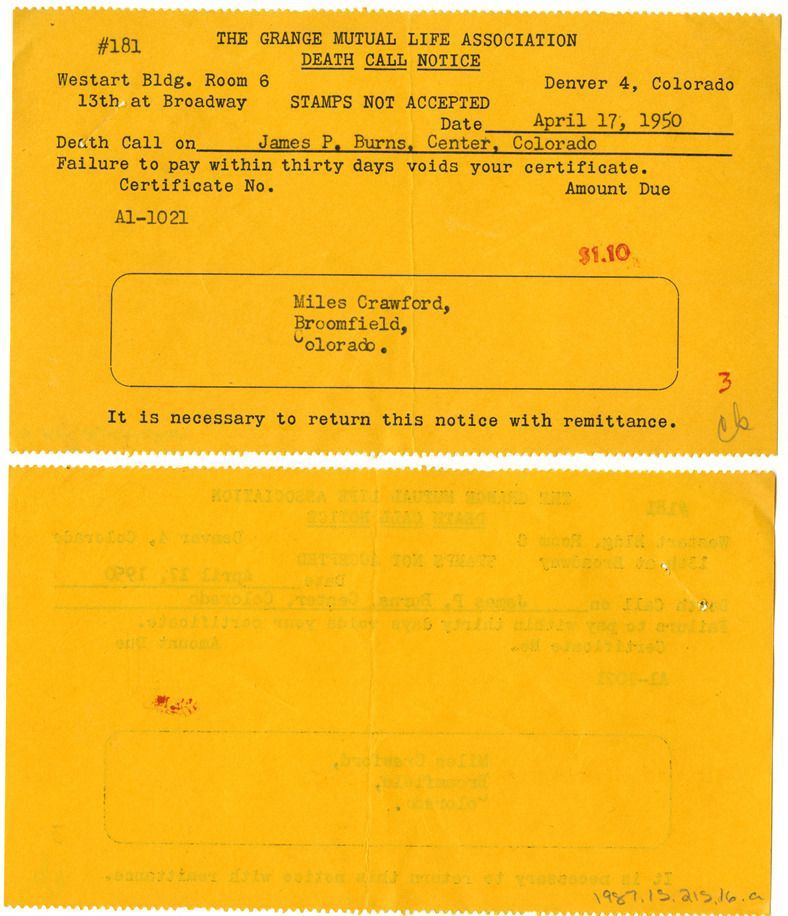 #181 THE GRANGE MUTUAL LIFE ASSOCIATION
DEATH CALL NOTICE
Westart Bldg. Room 6 Denver 4, Colorado
13th at Broadway STAMPS NOT ACCEPTED
Date April 17, 1950
Death Call on James P. Burns, Center, Colorado
Failure to pay within thirty days voids your certificate.
Certificate No. Amount Due
A1-1021
$1.10
Miles Crawford,
Broomfield,
Colorado.
3
ck
It is necessary to return this notice with remittance.
1987.15.215.16.a